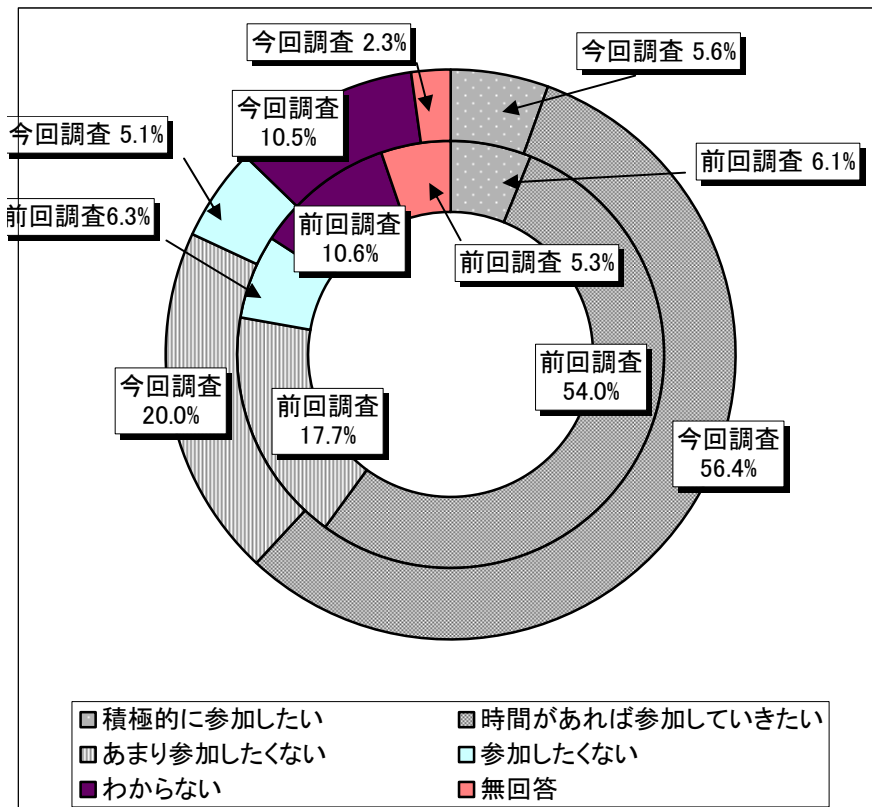 今回調査 2.3%
今回調査 5.6%
今回調査
10.5%
今回調査 5.1%
前回調査 6.1%
前回調査6.3%
前回調査
10.6%
前回調査 5.3%
前回調査
54.0%
今回調査
20.0%
前回調査
17.7%
今回調査
56.4%
積極的に参加したい
時間があれば参加していきたい
あまり参加したくない
参加したくない
わからない
無回答